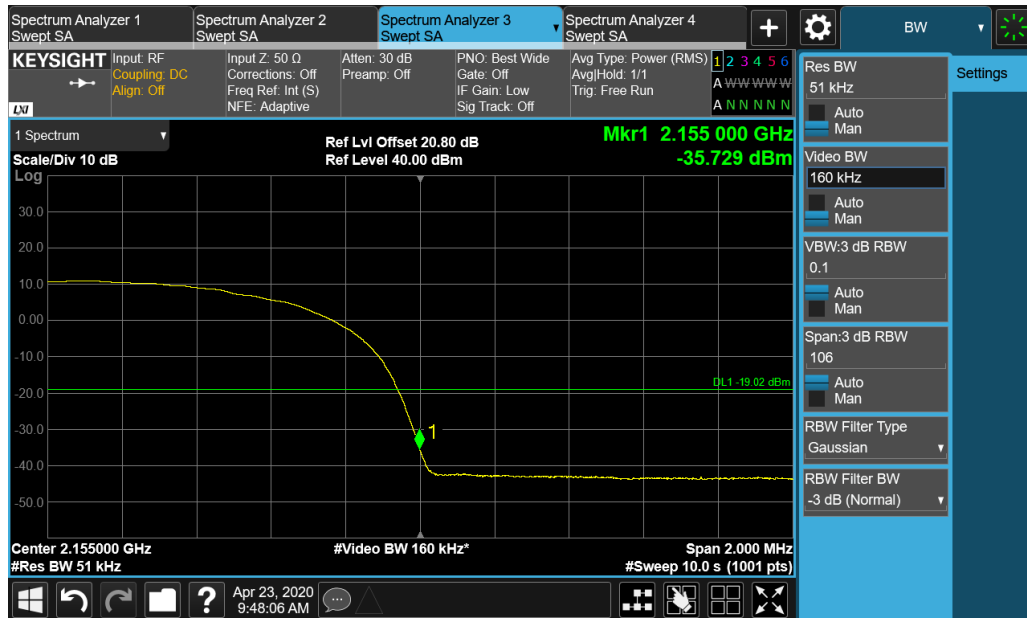 Spectrum Analyzer 1
Swept SA
Spectrum Analyzer 2
Swept SA
Spectrum Analyzer 3
Swept SA
Spectrum Analyzer 4
Swept SA
+
BW
KEYSIGHT
LXI
Input: RF
Coupling: DC
Align: Off
Input Z: 50 Ω
Corrections: Off
Freq Ref: Int (S)
NFE: Adaptive
Atten: 30 dB
Preamp: Off
PNO: Best Wide
Gate: Off
IF Gain: Low
Sig Track: Off
Avg Type: Power (RMS)
Avg|Hold: 1/1
Trig: Free Run
1 2 3 4 5 6
A W W W W W
A N N N N N
1 Spectrum
Scale/Div 10 dB
Log
Ref Lvl Offset 20.80 dB
Ref Level 40.00 dBm
Mkr1 2.155 000 GHz
-35.729 dBm
30.0
20.0
10.0
0.00
-10.0
-20.0
-30.0
-40.0
-50.0
DL1 -19.02 dBm
1
Center 2.155000 GHz
#Res BW 51 kHz
#Video BW 160 kHz*
Span 2.000 MHz
#Sweep 10.0 s (1001 pts)
Res BW
51 kHz
Auto
Man
Video BW
160 kHz
Auto
Man
VBW:3 dB RBW
0.1
Auto
Man
Span:3 dB RBW
106
Auto
Man
RBW Filter Type
Gaussian
RBW Filter BW
-3 dB (Normal)
Settings
?
Apr 23, 2020
9:48:06 AM